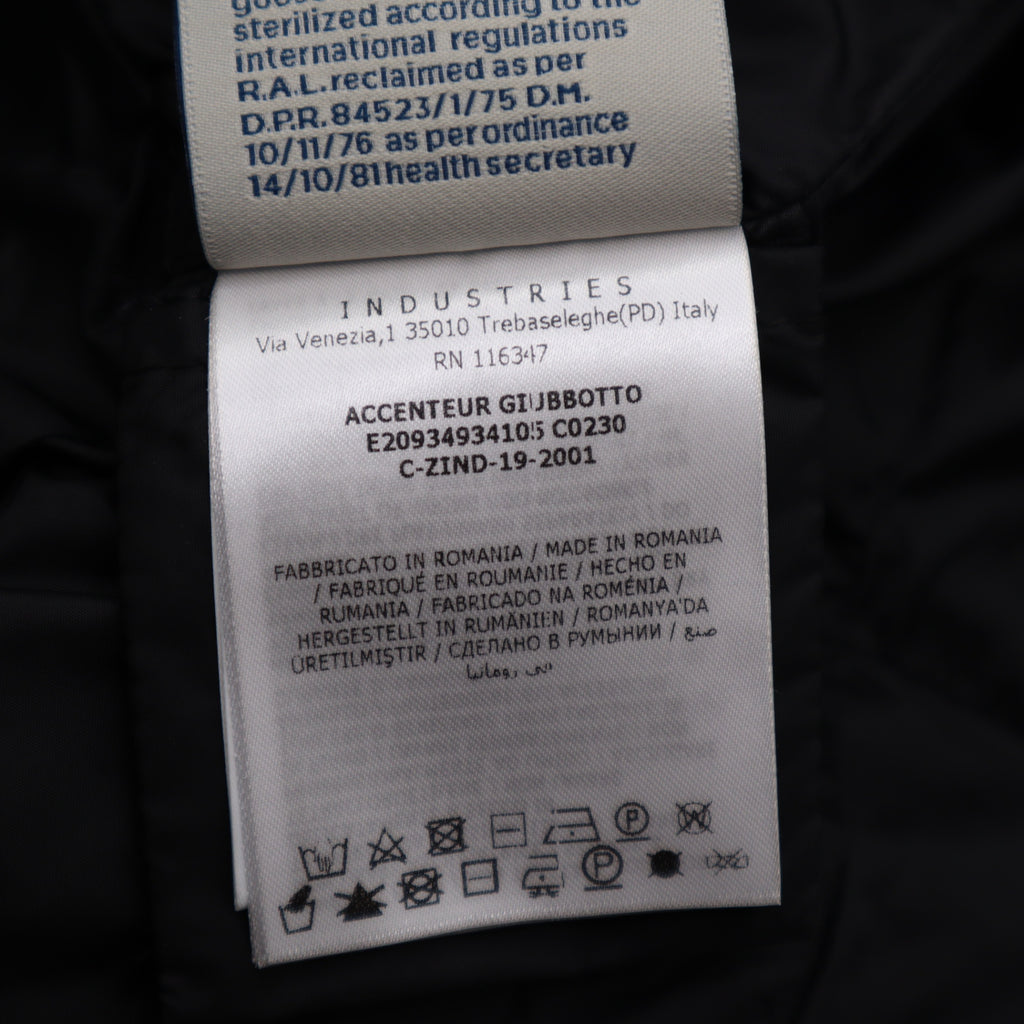 sterilized according to the
international regulations
R.A.L. reclaimed as per
D.P.R. 84523/1/75 D.M.
10/11/76 as per ordinance
14/10/81 health secretary
INDUSTRIES
Via Venezia,1 35010 Trebaseleghe(PD) Italy
RN 116347
ACCENTEUR GIUBBOTTO
E20934934105 C0230
C-ZIND-19-2001
FABBRICATO IN ROMANIA / MADE IN ROMANIA
/ FABRIQUÉ EN ROUMANIE / HECHO EN
RUMANIA / FABRICADO NA ROMÉNIA /
HERGESTELLT IN RUMÄNIEN / ROMANYA'DA
ÜRETILMIŞTIR / СДЕЛАНО В РУМЫНИИ / صنع
في رومانيا
P
W
P